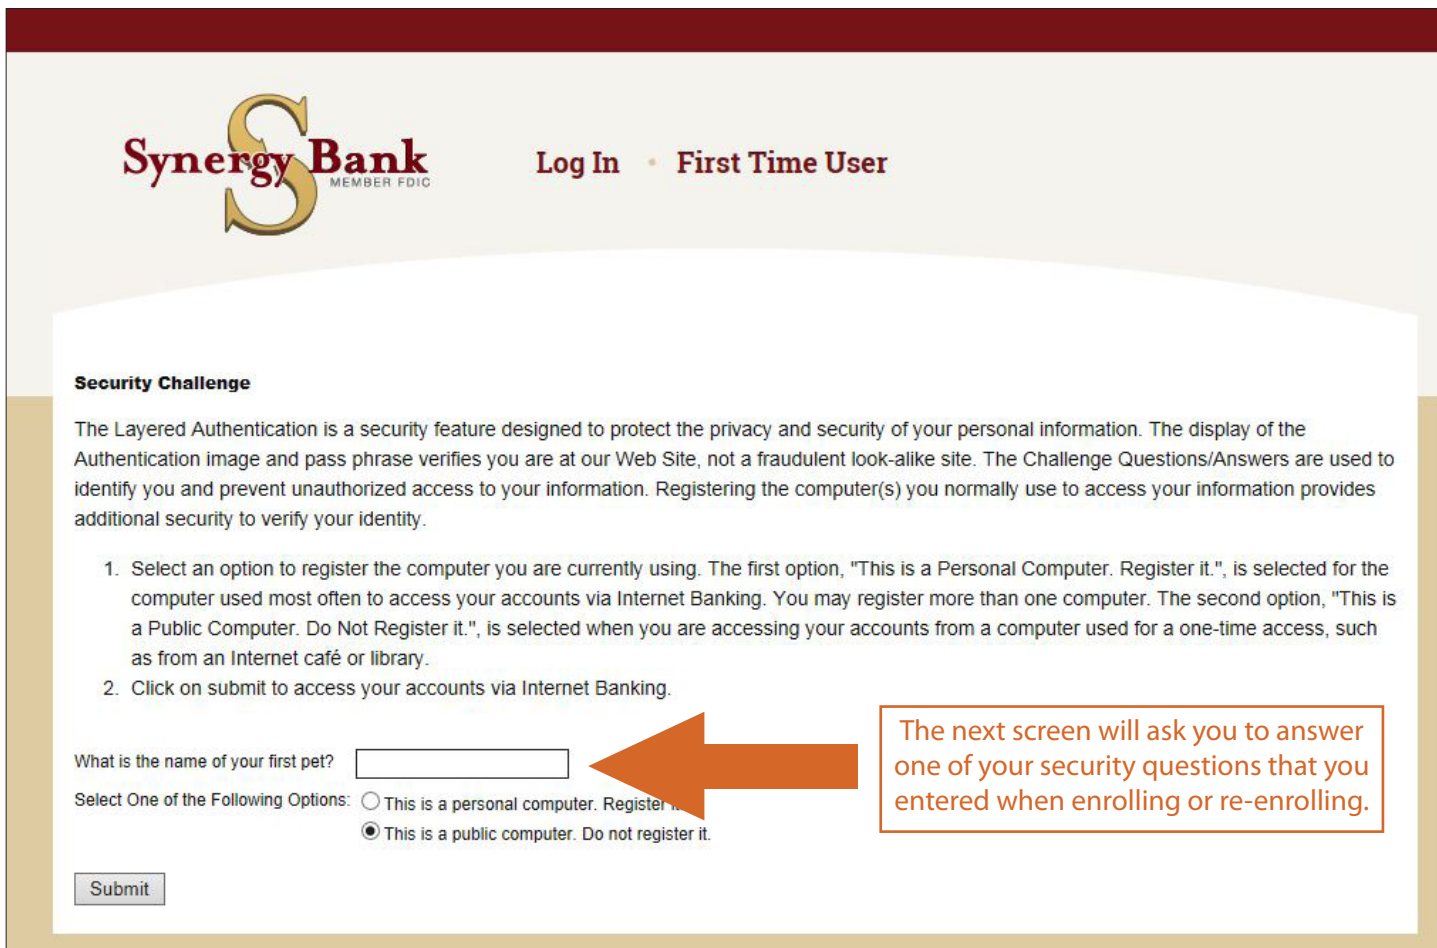 Synergy Bank
MEMBER FDIC
S
Log In • First Time User
Security Challenge
The Layered Authentication is a security feature designed to protect the privacy and security of your personal information. The display of the
Authentication image and pass phrase verifies you are at our Web Site, not a fraudulent look-alike site. The Challenge Questions/Answers are used to
identify you and prevent unauthorized access to your information. Registering the computer(s) you normally use to access your information provides
additional security to verify your identity.
1. Select an option to register the computer you are currently using. The first option, "This is a Personal Computer. Register it.", is selected for the
computer used most often to access your accounts via Internet Banking. You may register more than one computer. The second option, "This is
a Public Computer. Do Not Register it.", is selected when you are accessing your accounts from a computer used for a one-time access, such
as from an Internet café or library.
2. Click on submit to access your accounts via Internet Banking.
What is the name of your first pet?
Select One of the Following Options: This is a personal computer. Register
This is a public computer. Do not register it.
Submit
The next screen will ask you to answer
one of your security questions that you
entered when enrolling or re-enrolling.